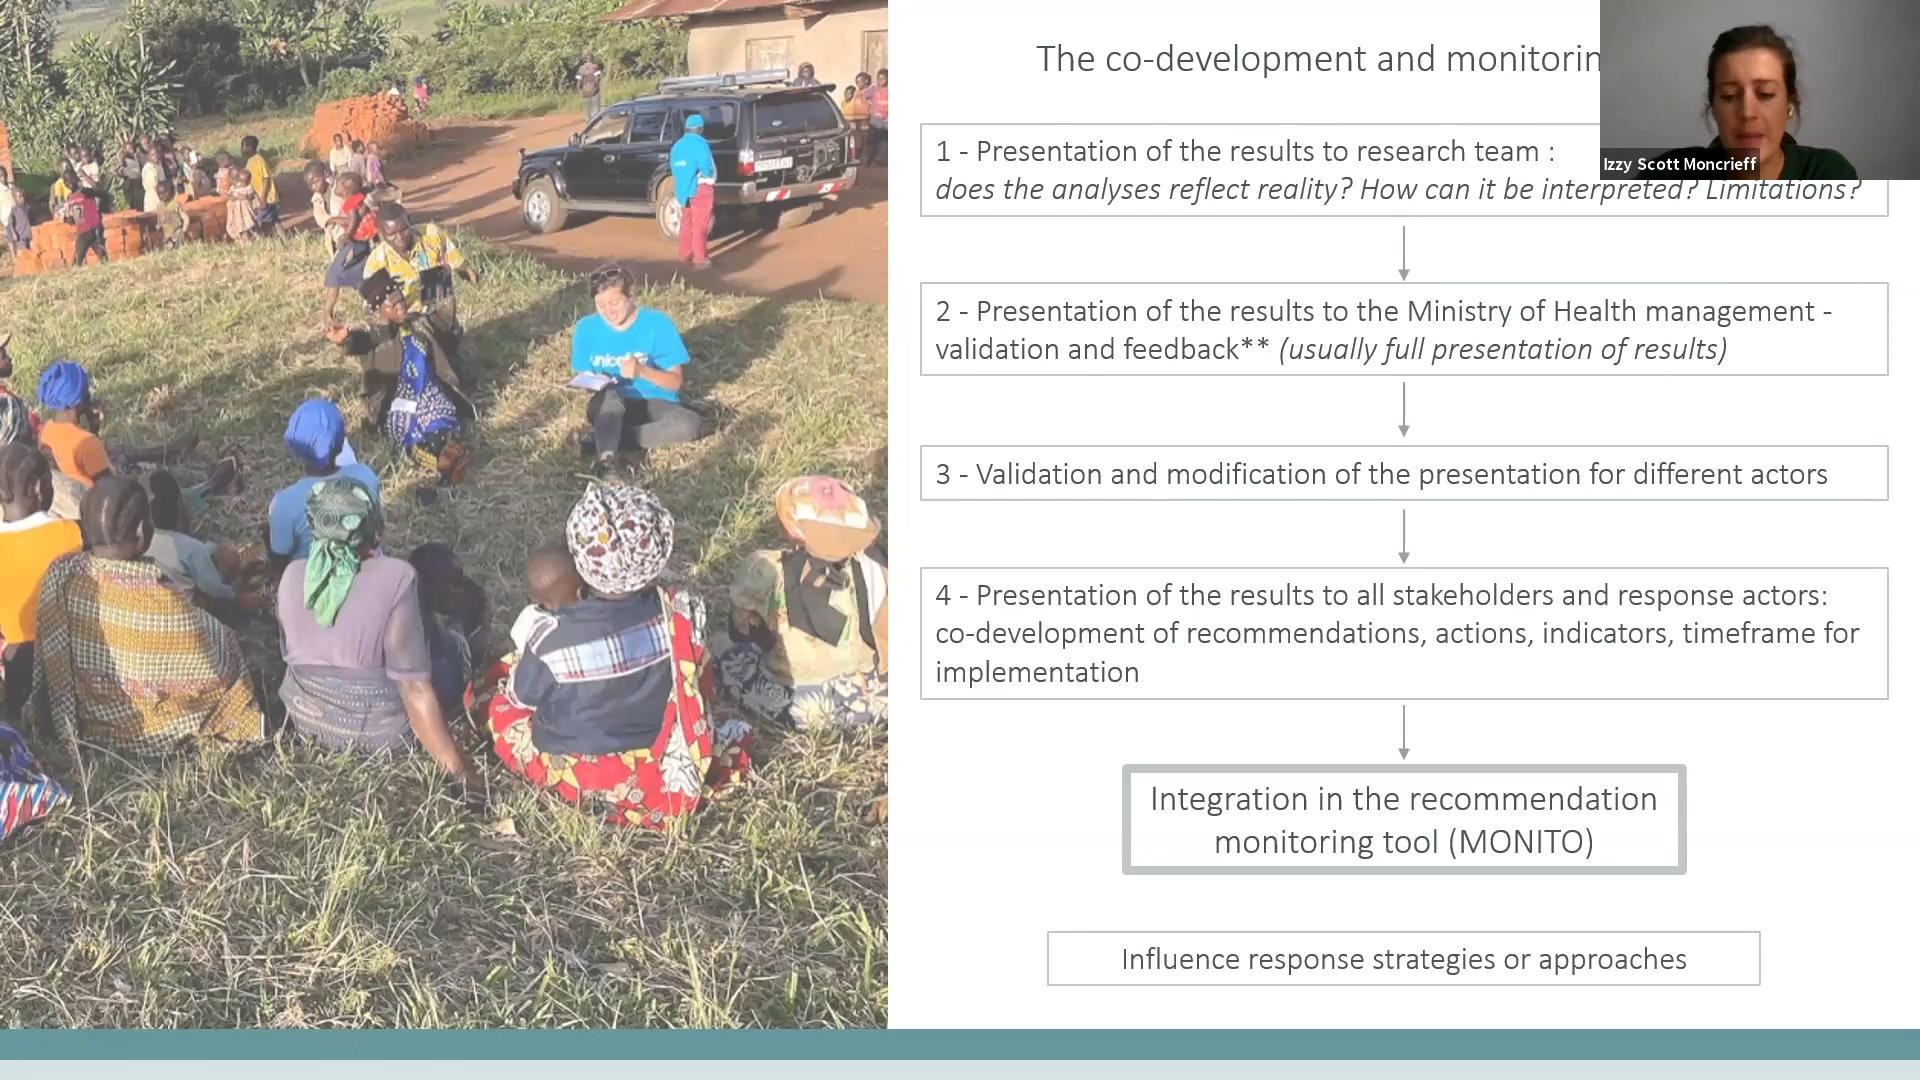 The co-development and monitorin
Izzy Scott Moncrieff
1 - Presentation of the results to research team :
does the analyses reflect reality? How can it be interpreted? Limitations?
2 - Presentation of the results to the Ministry of Health management -
validation and feedback** (usually full presentation of results)
3 - Validation and modification of the presentation for different actors
4 - Presentation of the results to all stakeholders and response actors:
co-development of recommendations, actions, indicators, timeframe for
implementation
Integration in the recommendation
monitoring tool (MONITO)
Influence response strategies or approaches
unicef